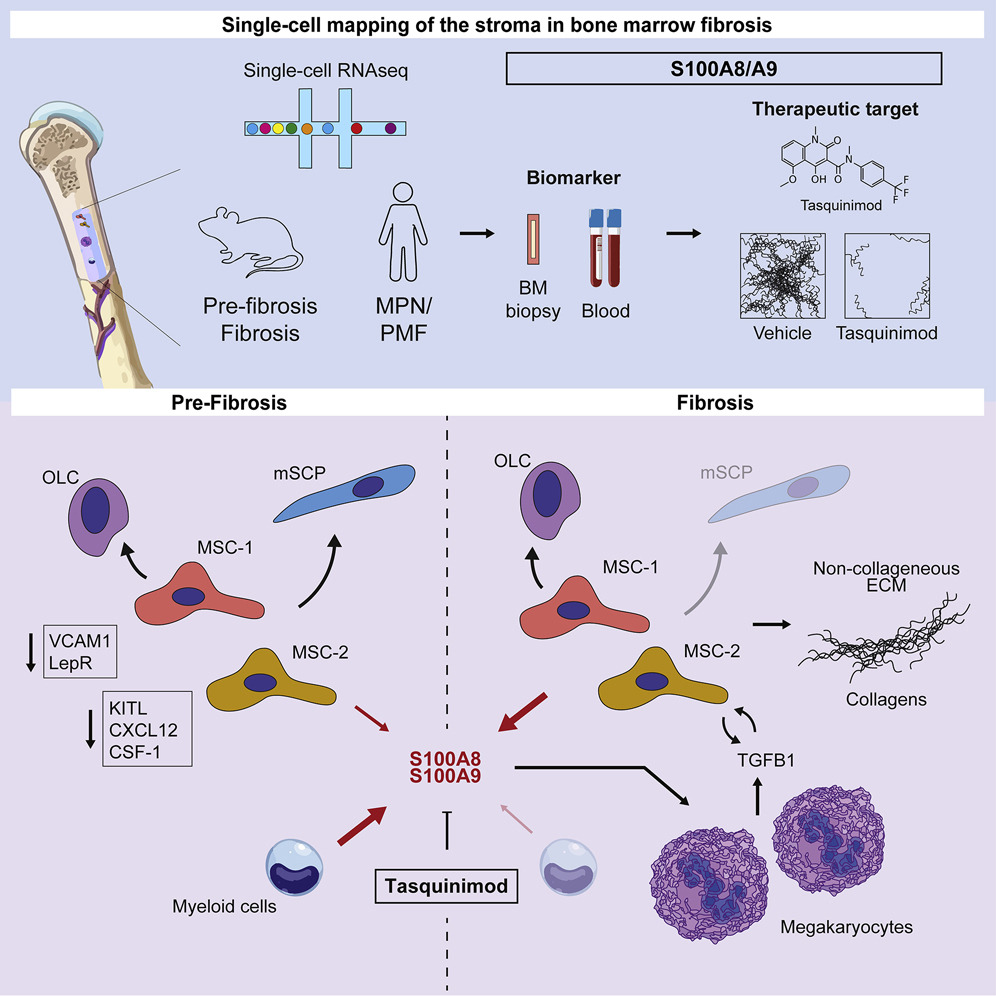 Single-cell mapping of the stroma in bone marrow fibrosis
Single-cell RNAseq
S100A8/A9
Therapeutic target
N
O
N
O
OH
O
F
F
F
Tasquinimod
Biomarker
Pre-fibrosis
Fibrosis
MPN/
PMF
BM
biopsy
Blood
Vehicle
Tasquinimod
Pre-Fibrosis
Fibrosis
OLC
mSCP
MSC-1
VCAM1
LepR
MSC-2
KITL
CXCL12
CSF-1
OLC
mSCP
MSC-1
Non-collageneous
ECM
MSC-2
Collagens
TGFB1
S100A8
S100A9
Tasquinimod
Myeloid cells
Megakaryocytes